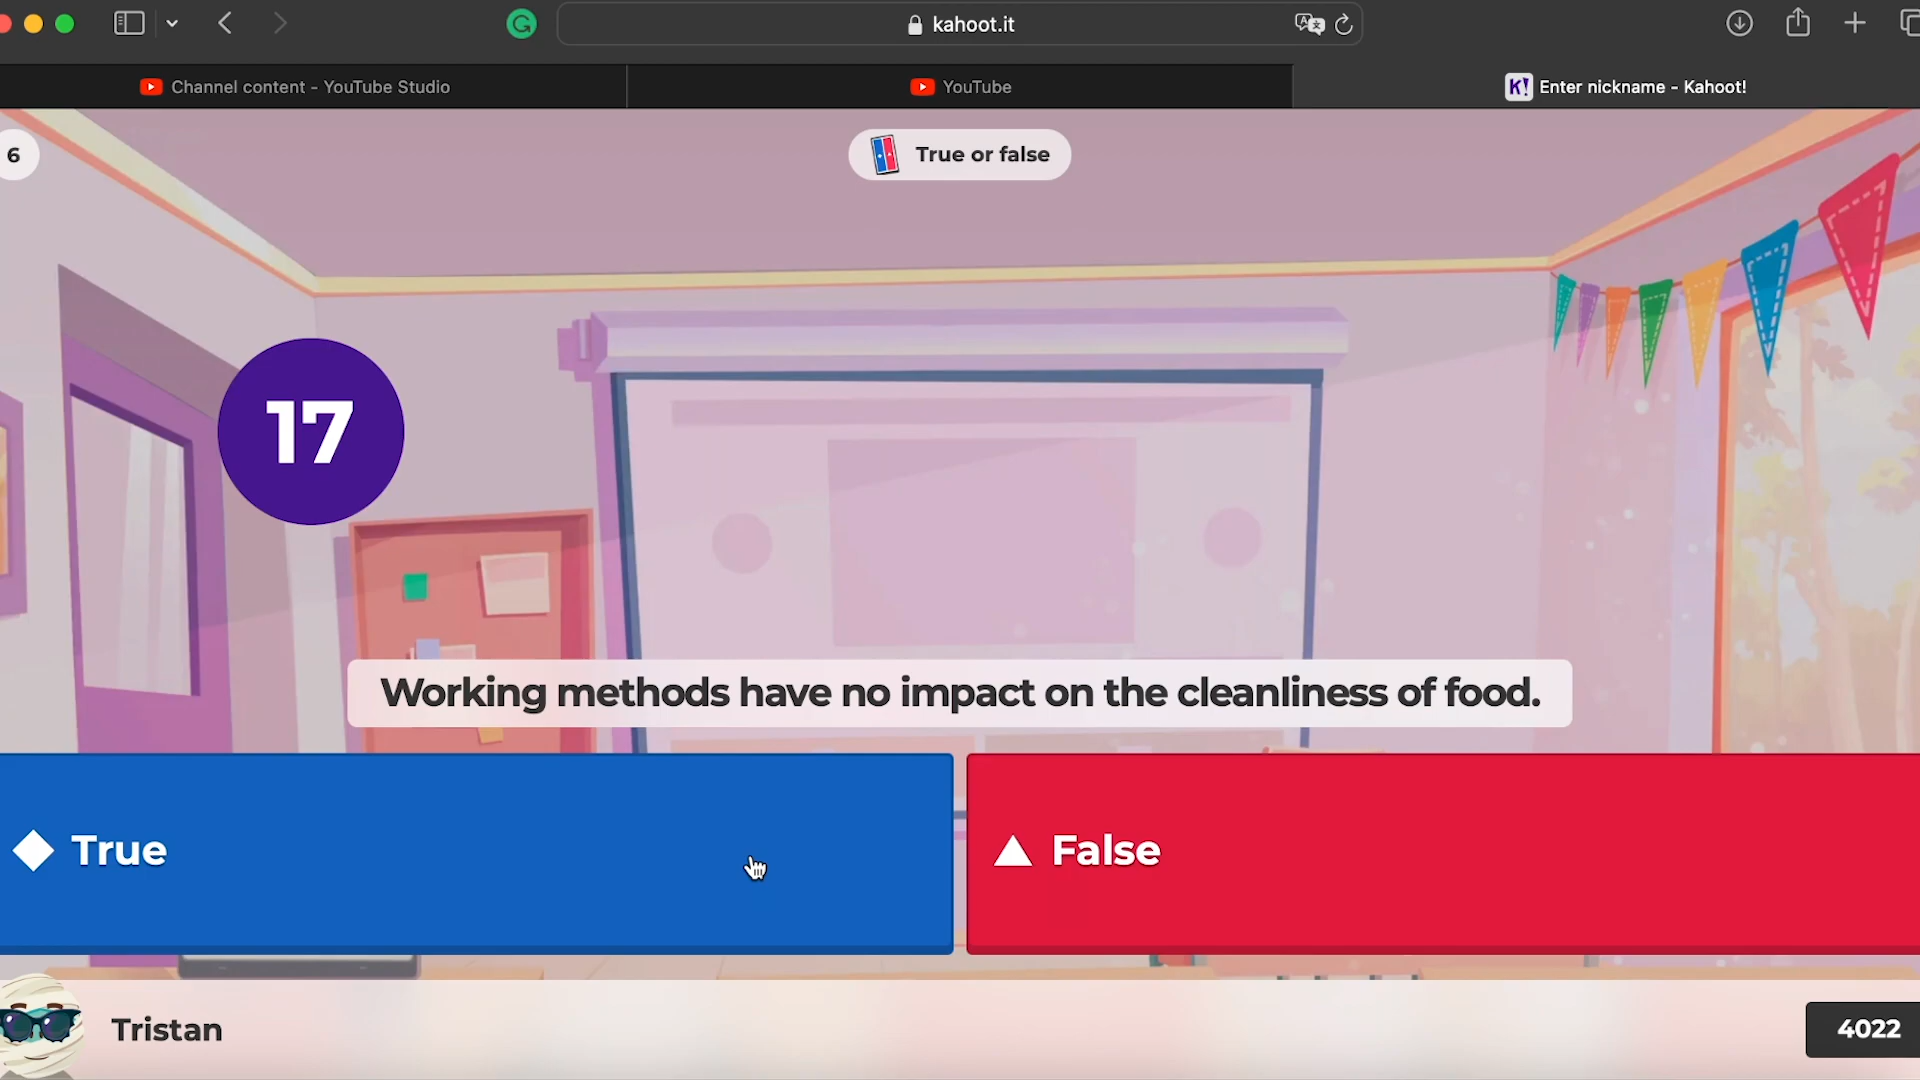 kahoot.it
Channel content - YouTube Studio
YouTube
K! Enter nickname - Kahoot!
6
True or false
17
Working methods have no impact on the cleanliness of food.
True
False
Tristan
4022